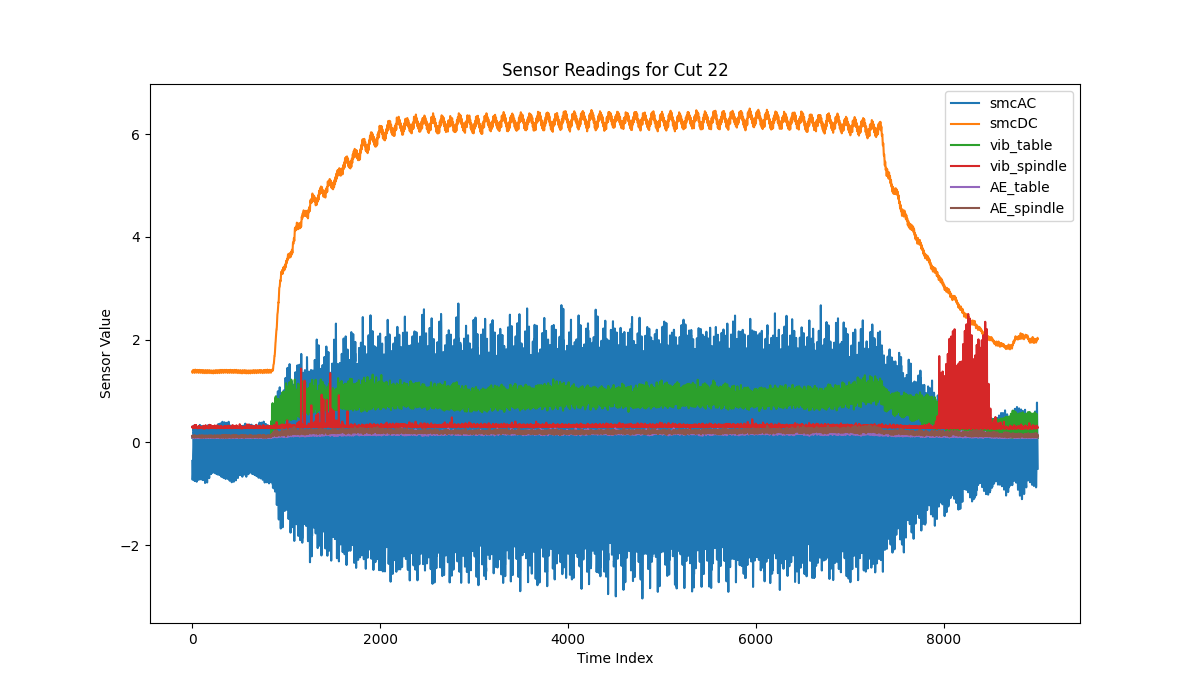 Sensor Readings for Cut 22
smcAC
smcDC
vib_table
vib_spindle
AE_table
AE_spindle
6
4
2
0
−2
Sensor Value
0
2000
4000
6000
8000
Time Index